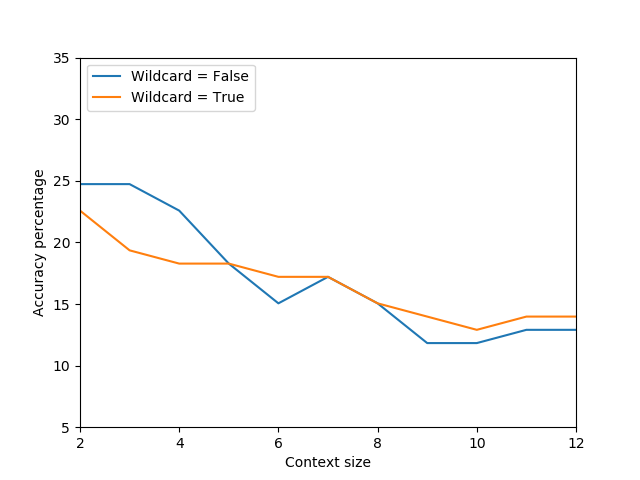 35
30
25
20
15
10
5
Accuracy percentage
Wildcard = False
Wildcard = True
2 4 6 8 10 12
Context size